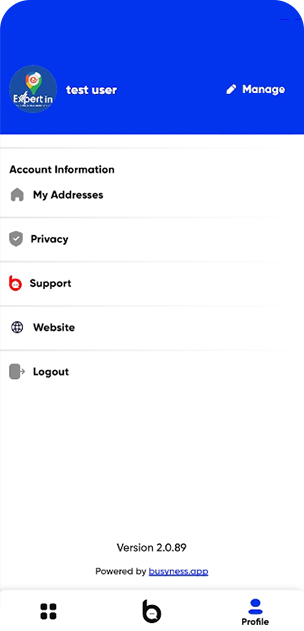 Expert in
test user
Manage
Account Information
My Addresses
Privacy
Support
Website
Logout
Version 2.0.89
Powered by busyness.app
Profile